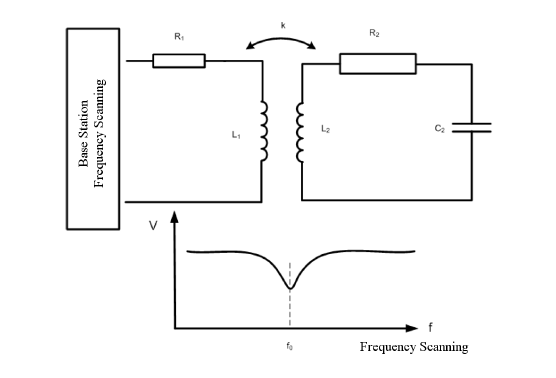 Base Station
Frequency Scanning
R1
k
R2
L1
L2
C2
V
f
f0
Frequency Scanning